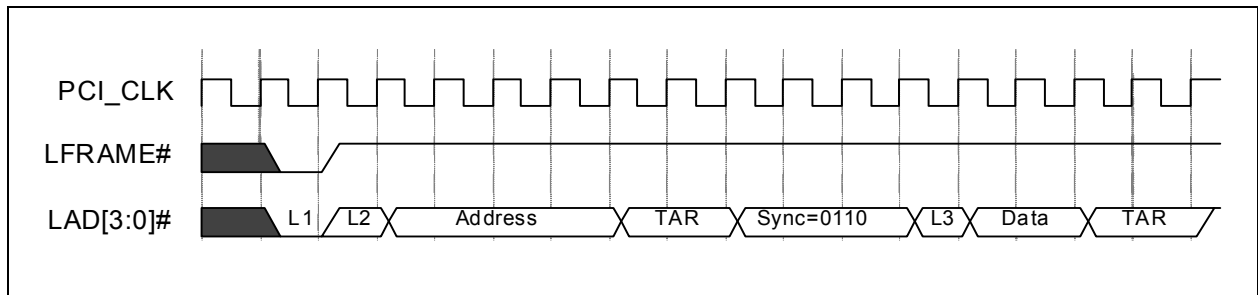 PCI_CLK
LFRAME#
LAD[3:0]# L1 L2 Address TAR Sync=0110 L3 Data TAR